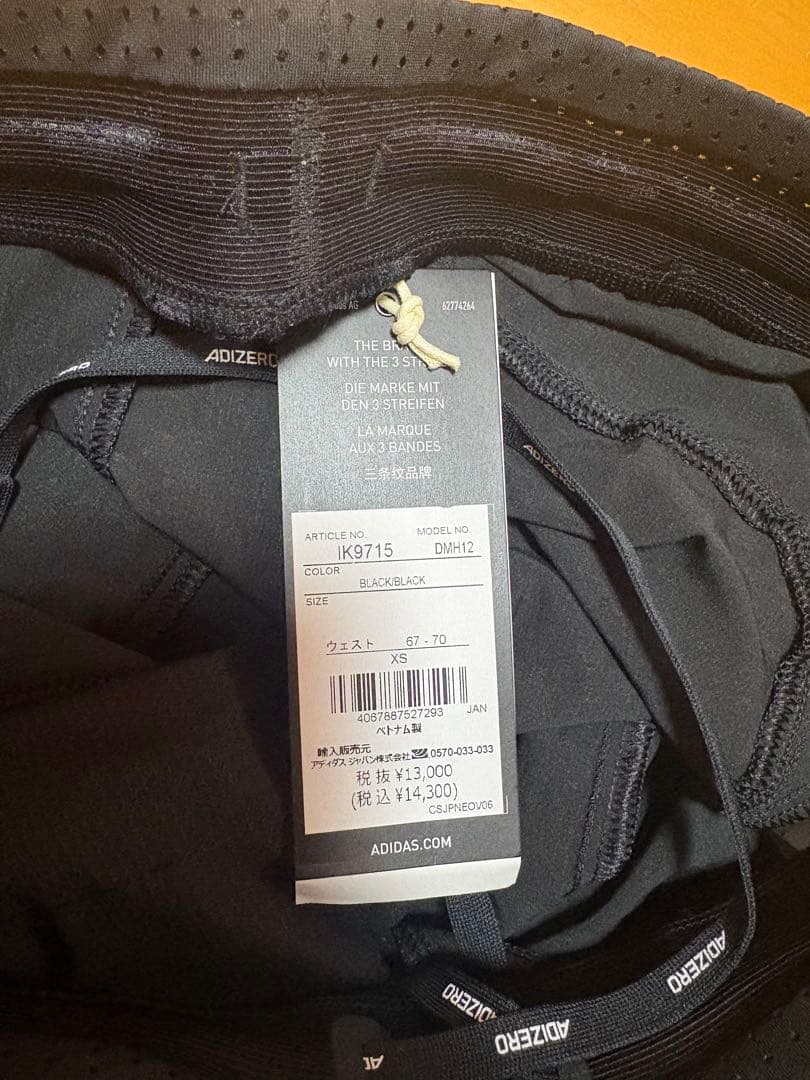 AG
62774264
THE
WITH THE 3
DIE MARKE MIT
DEN 3 STREIFEN
LA MARQUE
AUX 3 BANDES
三条纹品牌
ADIZERO
ADIZERO
ARTICLE NO.
MODEL NO.
IK9715
DMH12
COLOR
BLACK/BLACK
SIZE
ウェスト 67 - 70
XS
4067887527293 JAN
ベトナム製
輸入販売元
アディダス ジャパン株式会社 0570-033-033
税抜 ¥13,000
(税込 ¥14,300)
CSJPNEOV06
ADIDAS.COM
ADIZERO
ADIZERO
ADIZERO